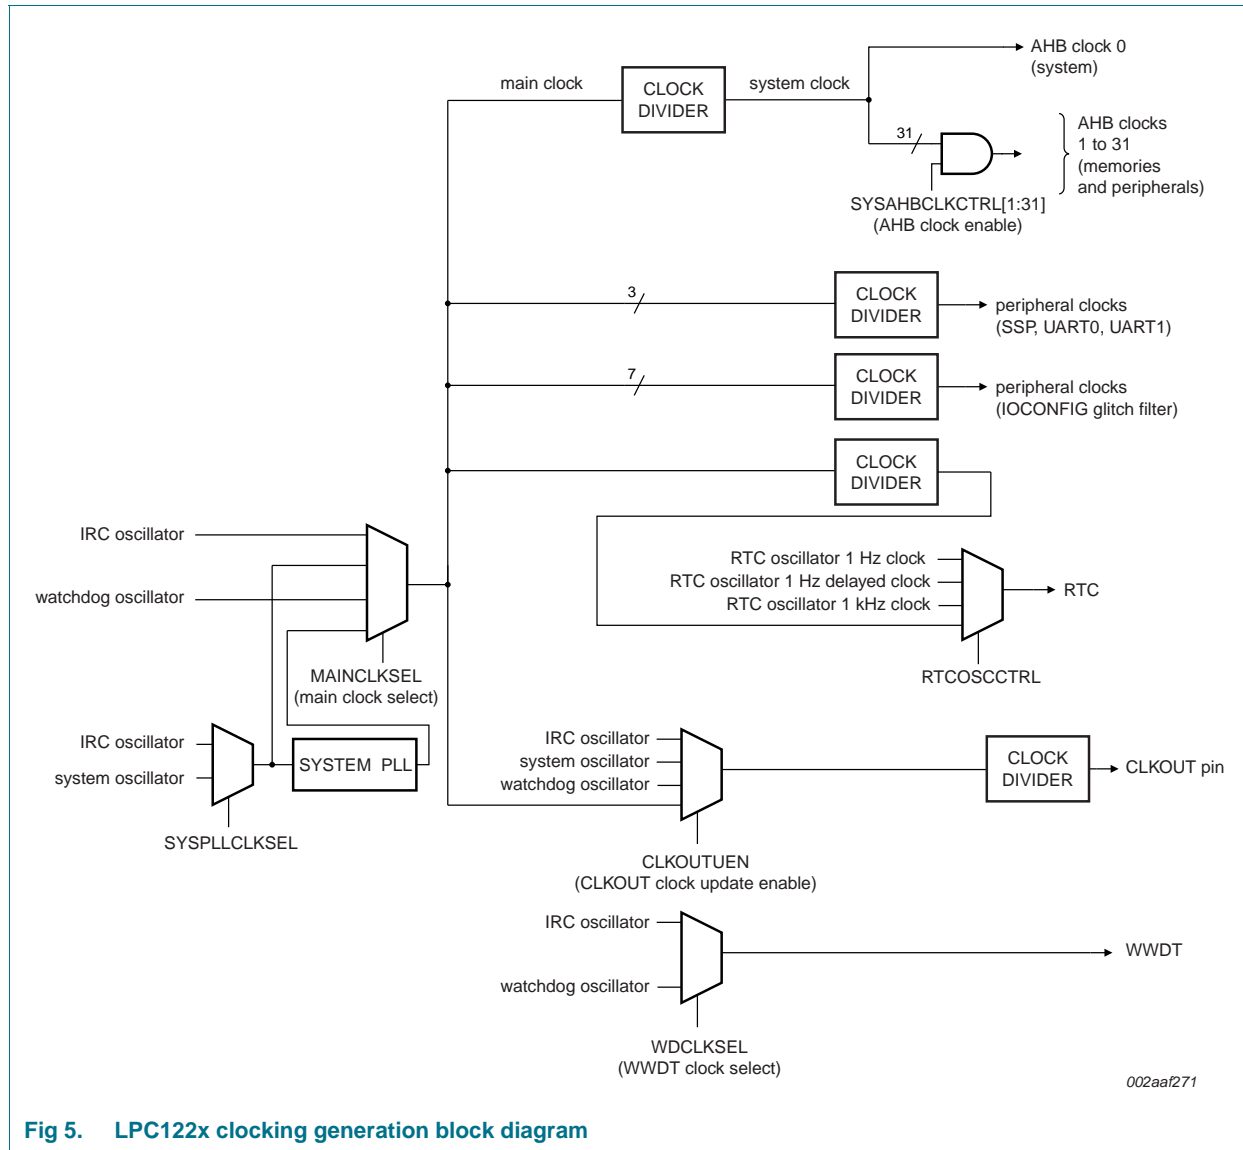 AHB clock 0
(system)
main clock
CLOCK
DIVIDER
system clock
31
AHB clocks
1 to 31
(memories
and peripherals)
SYSAHBCLKCTRL[1:31]
(AHB clock enable)
3
CLOCK
DIVIDER
peripheral clocks
(SSP, UART0, UART1)
7
CLOCK
DIVIDER
peripheral clocks
(IOCONFIG glitch filter)
CLOCK
DIVIDER
IRC oscillator
watchdog oscillator
MAINCLKSEL
(main clock select)
RTC oscillator 1 Hz clock
RTC oscillator 1 Hz delayed clock
RTC oscillator 1 kHz clock
RTC
RTCOSCCTRL
IRC oscillator
system oscillator
SYSTEM PLL
SYSPLLCLKSEL
IRC oscillator
system oscillator
watchdog oscillator
CLOCK
DIVIDER
CLKOUT pin
CLKOUTUEN
(CLKOUT clock update enable)
IRC oscillator
watchdog oscillator
WWDT
WDCLKSEL
(WWDT clock select)
002aaf271
Fig 5. LPC122x clocking generation block diagram